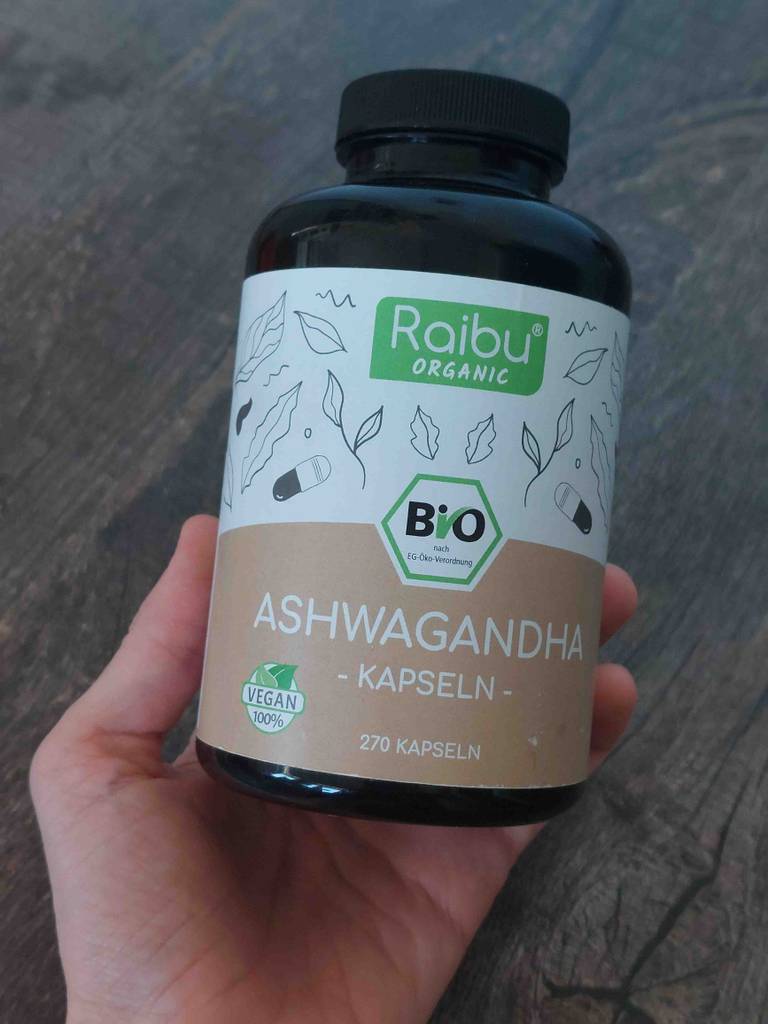 Raibu®
ORGANIC
BiO
nach
EG-Öko-Verordnung
ASHWAGANDHA
- KAPSELN -
VEGAN
100%
270 KAPSELN